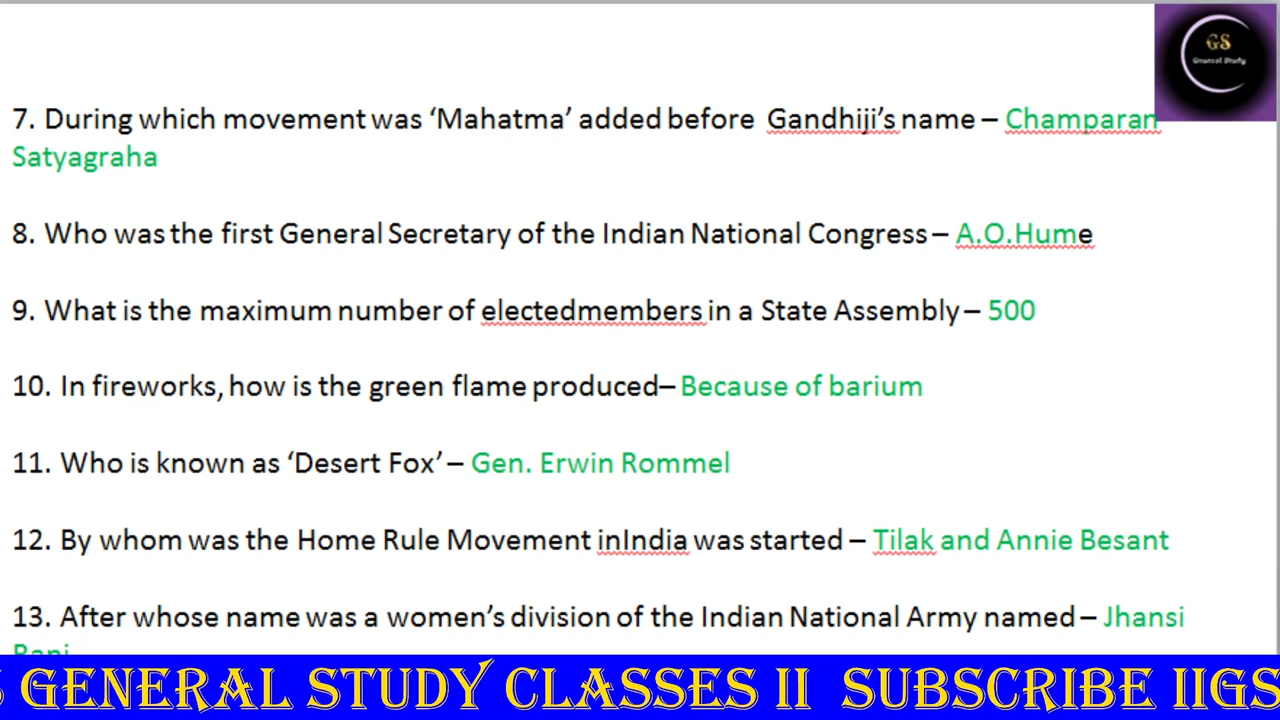 GS
General Study
7. During which movement was ‘Mahatma’ added before Gandhiji’s name – Champaran
Satyagraha
8. Who was the first General Secretary of the Indian National Congress – A.O.Hume
9. What is the maximum number of electedmembers in a State Assembly – 500
10. In fireworks, how is the green flame produced– Because of barium
11. Who is known as ‘Desert Fox’ – Gen. Erwin Rommel
12. By whom was the Home Rule Movement inIndia was started – Tilak and Annie Besant
13. After whose name was a women’s division of the Indian National Army named – Jhansi
Rani
S GENERAL STUDY CLASSES II SUBSCRIBE IIGS